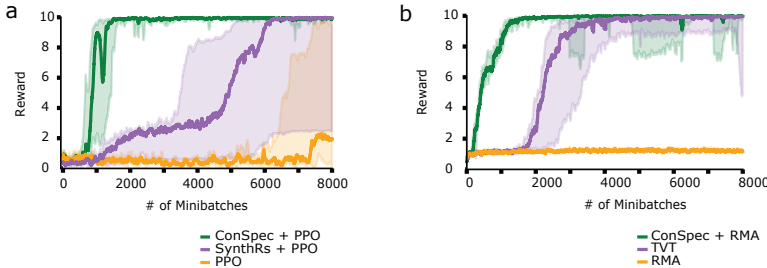 a
10
8
6
4
2
0
Reward
0 2000 4000 6000 8000
# of Minibatches
ConSpec + PPO
SynthRs + PPO
PPO
b
10
8
6
4
2
0
Reward
0 2000 4000 6000 8000
# of Minibatches
ConSpec + RMA
TVT
RMA